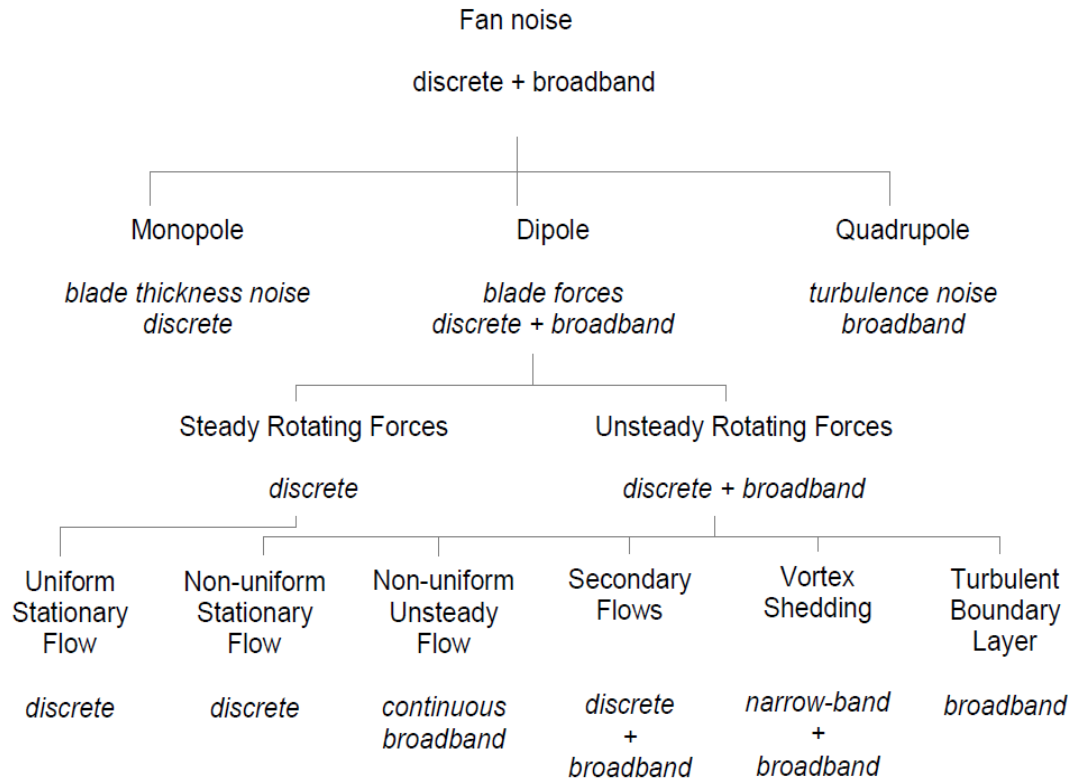 Fan noise
discrete + broadband
Monopole
blade thickness noise
discrete
Dipole
blade forces
discrete + broadband
Quadrupole
turbulence noise
broadband
Steady Rotating Forces
discrete
Unsteady Rotating Forces
discrete + broadband
Uniform
Stationary
Flow
discrete
Non-uniform
Stationary
Flow
discrete
Non-uniform
Unsteady
Flow
continuous
broadband
Secondary
Flows
discrete
+
broadband
Vortex
Shedding
narrow-band
+
broadband
Turbulent
Boundary
Layer
broadband